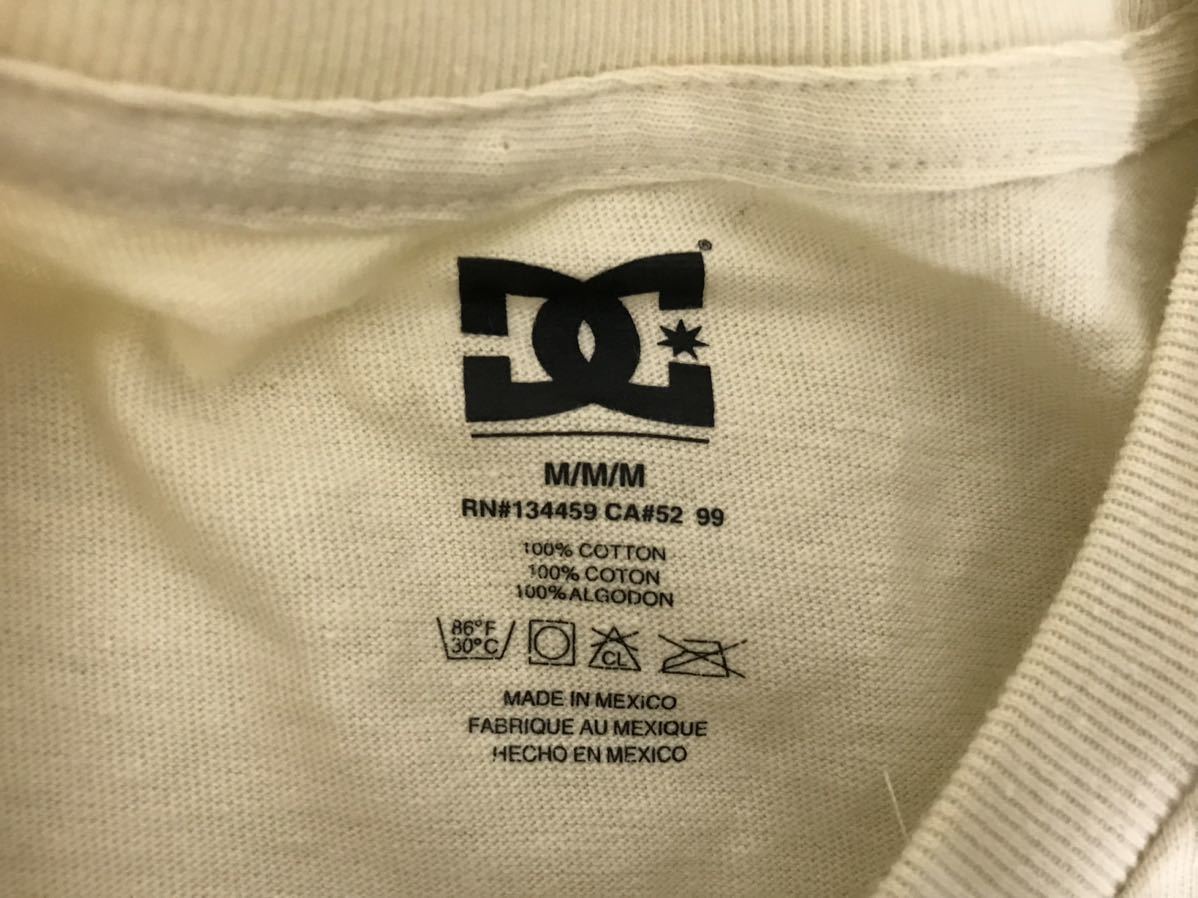 DC®
M/M/M
RN#134459 CA#52 99
100% COTTON
100% COTON
100% ALGODON
86°F
30°C
CL
MADE IN MEXiCO
FABRIQUE AU MEXIQUE
HECHO EN MEXICO